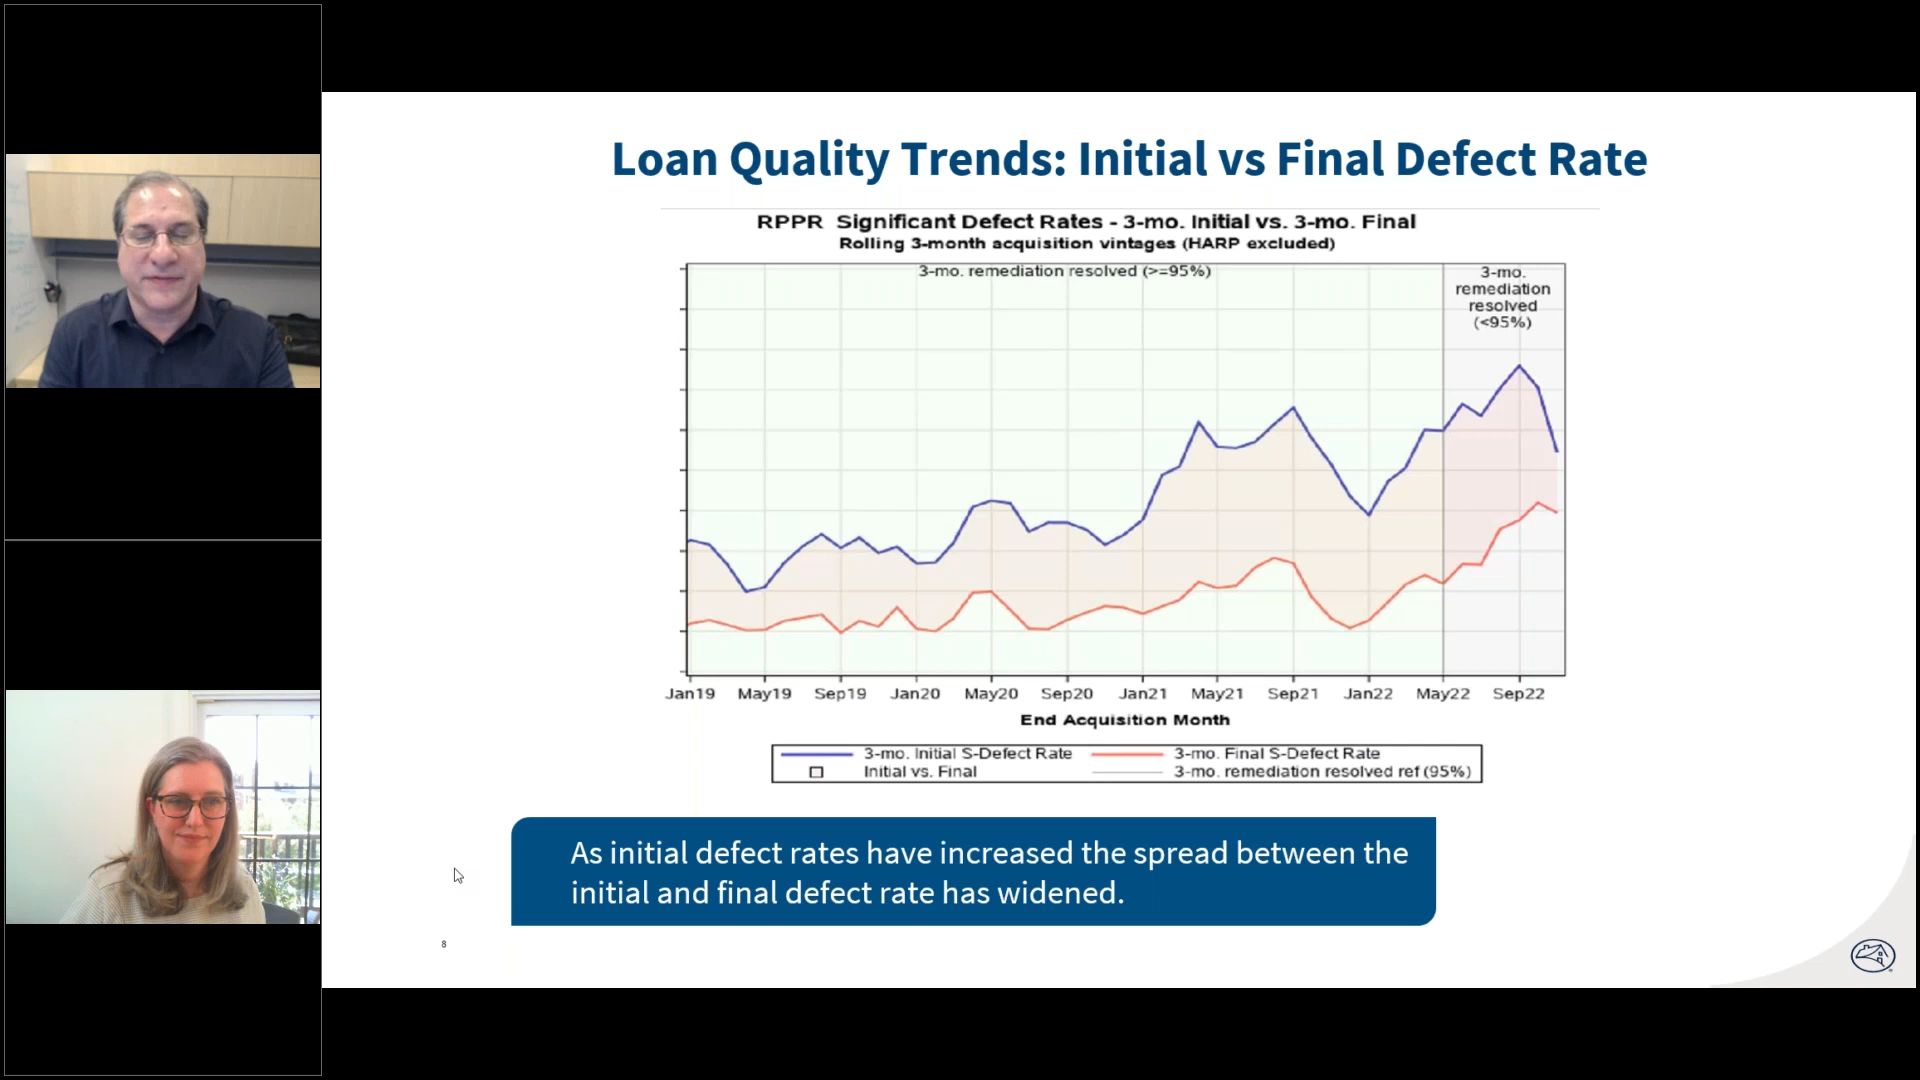 Loan Quality Trends: Initial vs Final Defect Rate
RPPR Significant Defect Rates - 3-mo. Initial vs. 3-mo. Final
Rolling 3-month acquisition vintages (HARP excluded)
3-mo. remediation resolved (>=95%)
3-mo.
remediation
resolved
(<95%)
Jan19 May19 Sep19 Jan20 May20 Sep20 Jan21 May21 Sep21 Jan22 May22 Sep22
End Acquisition Month
3-mo. Initial S-Defect Rate 3-mo. Final S-Defect Rate
Initial vs. Final 3-mo. remediation resolved ref (95%)
As initial defect rates have increased the spread between the
initial and final defect rate has widened.
8